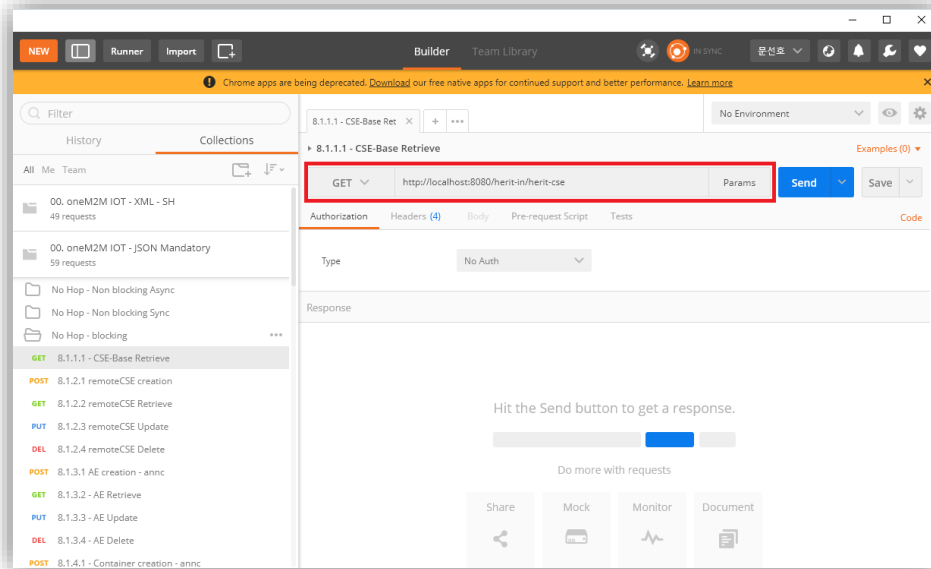 NEW Runner Import Builder Team Library IN SYNC 문선호
Chrome apps are being deprecated. Download our free native apps for continued support and better performance. Learn more
Filter
History Collections
All Me Team
00. oneM2M IOT - XML - SH
49 requests
00. oneM2M IOT - JSON Mandatory
59 requests
No Hop - Non blocking Async
No Hop - Non blocking Sync
No Hop - blocking
GET 8.1.1.1 - CSE-Base Retrieve
POST 8.1.2.1 remoteCSE creation
GET 8.1.2.2 remoteCSE Retrieve
PUT 8.1.2.3 remoteCSE Update
DEL 8.1.2.4 remoteCSE Delete
POST 8.1.3.1 AE creation - annc
GET 8.1.3.2 - AE Retrieve
PUT 8.1.3.3 - AE Update
DEL 8.1.3.4 - AE Delete
POST 8.1.4.1 - Container creation - annc
8.1.1.1 - CSE-Base Ret
No Environment
8.1.1.1 - CSE-Base Retrieve
Examples (0)
GET http://localhost:8080/herit-in/herit-cse Params Send Save
Authorization Headers (4) Body Pre-request Script Tests Code
Type No Auth
Response
Hit the Send button to get a response.
Do more with requests
Share Mock Monitor Document